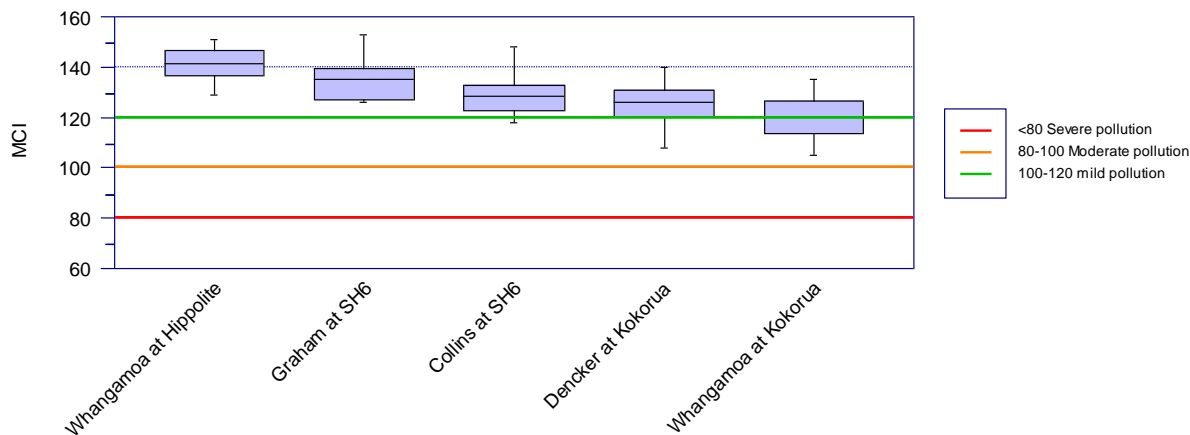 160
140
120
100
80
60
MCI
Whangamoa at Hippolite
Graham at SH6
Collins at SH6
Dencker at Kokorua
Whangamoa at Kokorua
<80 Severe pollution
80-100 Moderate pollution
100-120 mild pollution